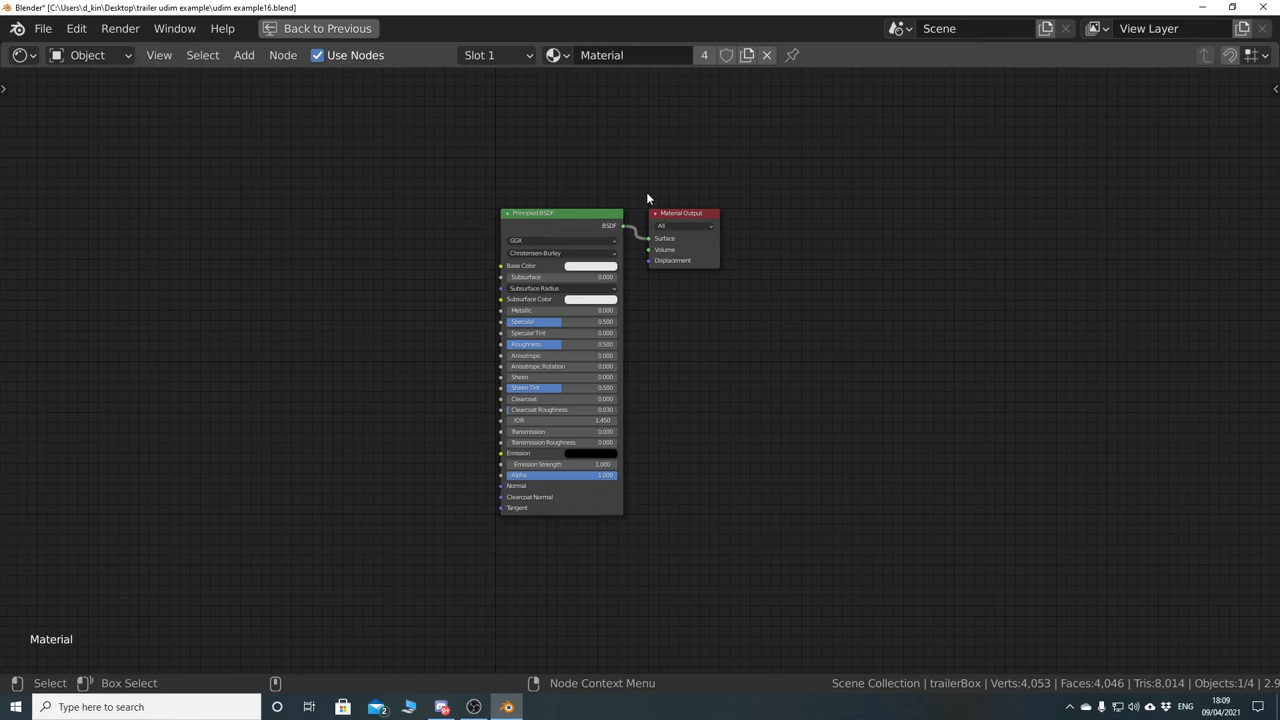 Blender* [C:\Users\d_kin\Desktop\trailer udim example\udim example16.blend]
File Edit Render Window Help Back to Previous Scene View Layer
Object View Select Add Node Use Nodes Slot 1 Material 4
Principled BSDF
BSDF
GGX
Christensen-Burley
Base Color
Subsurface 0.000
Subsurface Radius
Subsurface Color
Metallic 0.000
Specular 0.500
Specular Tint 0.000
Roughness 0.500
Anisotropic 0.000
Anisotropic Rotation 0.000
Sheen 0.000
Sheen Tint 0.500
Clearcoat 0.000
Clearcoat Roughness 0.030
IOR 1.450
Transmission 0.000
Transmission Roughness 0.000
Emission
Emission Strength 1.000
Alpha 1.000
Normal
Clearcoat Normal
Tangent
Material Output
All
Surface
Volume
Displacement
Material
Select Box Select Node Context Menu Scene Collection | trailerBox | Verts:4,053 | Faces:4,046 | Tris:8,014 | Objects:1/4 | 2.9
Type here to search
2
9+
ENG
18:09
09/04/2021